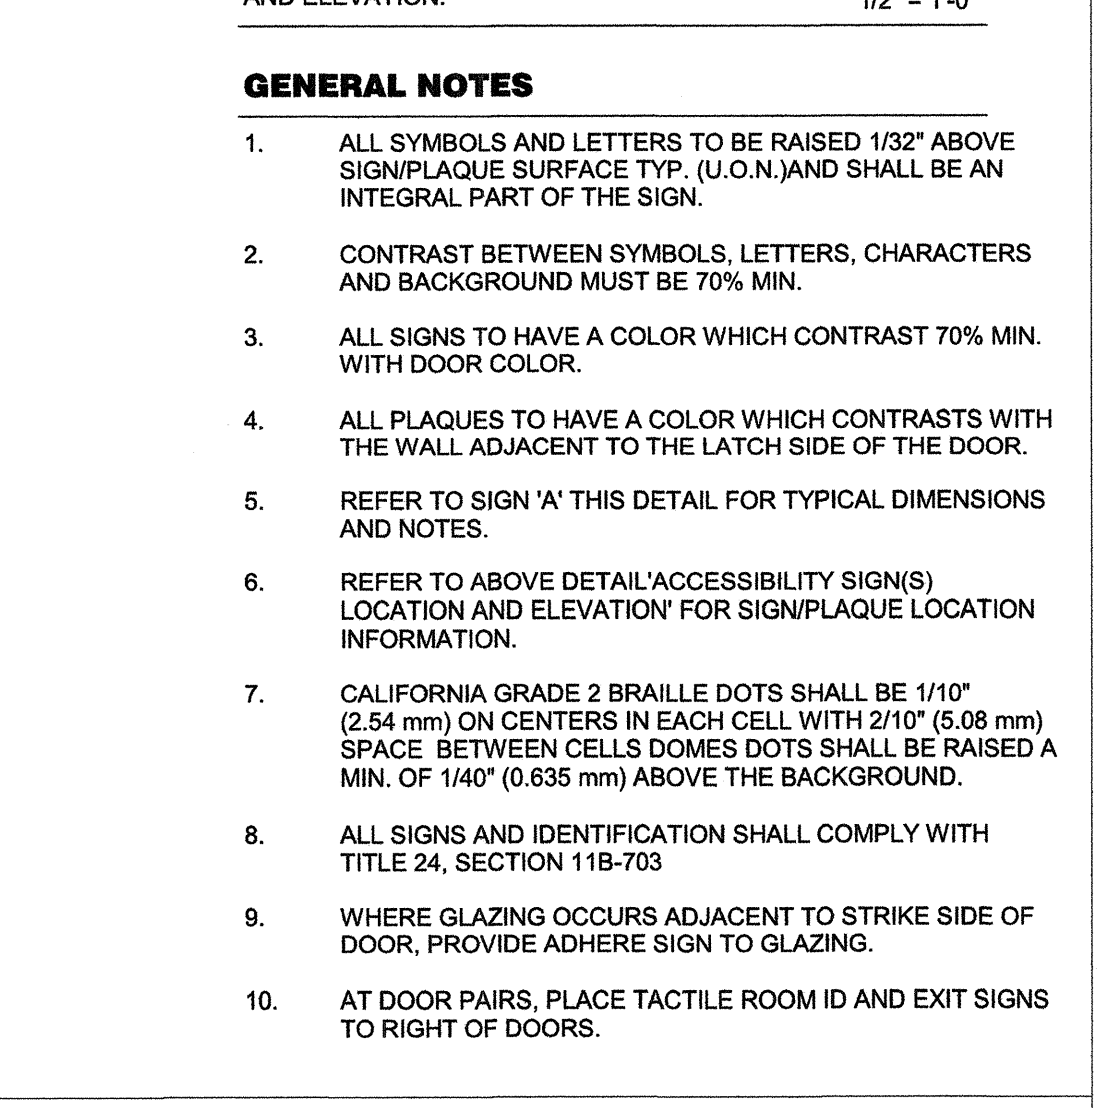 AND ELEVATION.
1/2" = 1'-0"
GENERAL NOTES
1. ALL SYMBOLS AND LETTERS TO BE RAISED 1/32" ABOVE
SIGN/PLAQUE SURFACE TYP. (U.O.N.)AND SHALL BE AN
INTEGRAL PART OF THE SIGN.
2. CONTRAST BETWEEN SYMBOLS, LETTERS, CHARACTERS
AND BACKGROUND MUST BE 70% MIN.
3. ALL SIGNS TO HAVE A COLOR WHICH CONTRAST 70% MIN.
WITH DOOR COLOR.
4. ALL PLAQUES TO HAVE A COLOR WHICH CONTRASTS WITH
THE WALL ADJACENT TO THE LATCH SIDE OF THE DOOR.
5. REFER TO SIGN 'A' THIS DETAIL FOR TYPICAL DIMENSIONS
AND NOTES.
6. REFER TO ABOVE DETAIL'ACCESSIBILITY SIGN(S)
LOCATION AND ELEVATION' FOR SIGN/PLAQUE LOCATION
INFORMATION.
7. CALIFORNIA GRADE 2 BRAILLE DOTS SHALL BE 1/10"
(2.54 mm) ON CENTERS IN EACH CELL WITH 2/10" (5.08 mm)
SPACE  BETWEEN CELLS DOMES DOTS SHALL BE RAISED A
MIN. OF 1/40" (0.635 mm) ABOVE THE BACKGROUND.
8. ALL SIGNS AND IDENTIFICATION SHALL COMPLY WITH
TITLE 24, SECTION 11B-703
9. WHERE GLAZING OCCURS ADJACENT TO STRIKE SIDE OF
DOOR, PROVIDE ADHERE SIGN TO GLAZING.
10. AT DOOR PAIRS, PLACE TACTILE ROOM ID AND EXIT SIGNS
TO RIGHT OF DOORS.